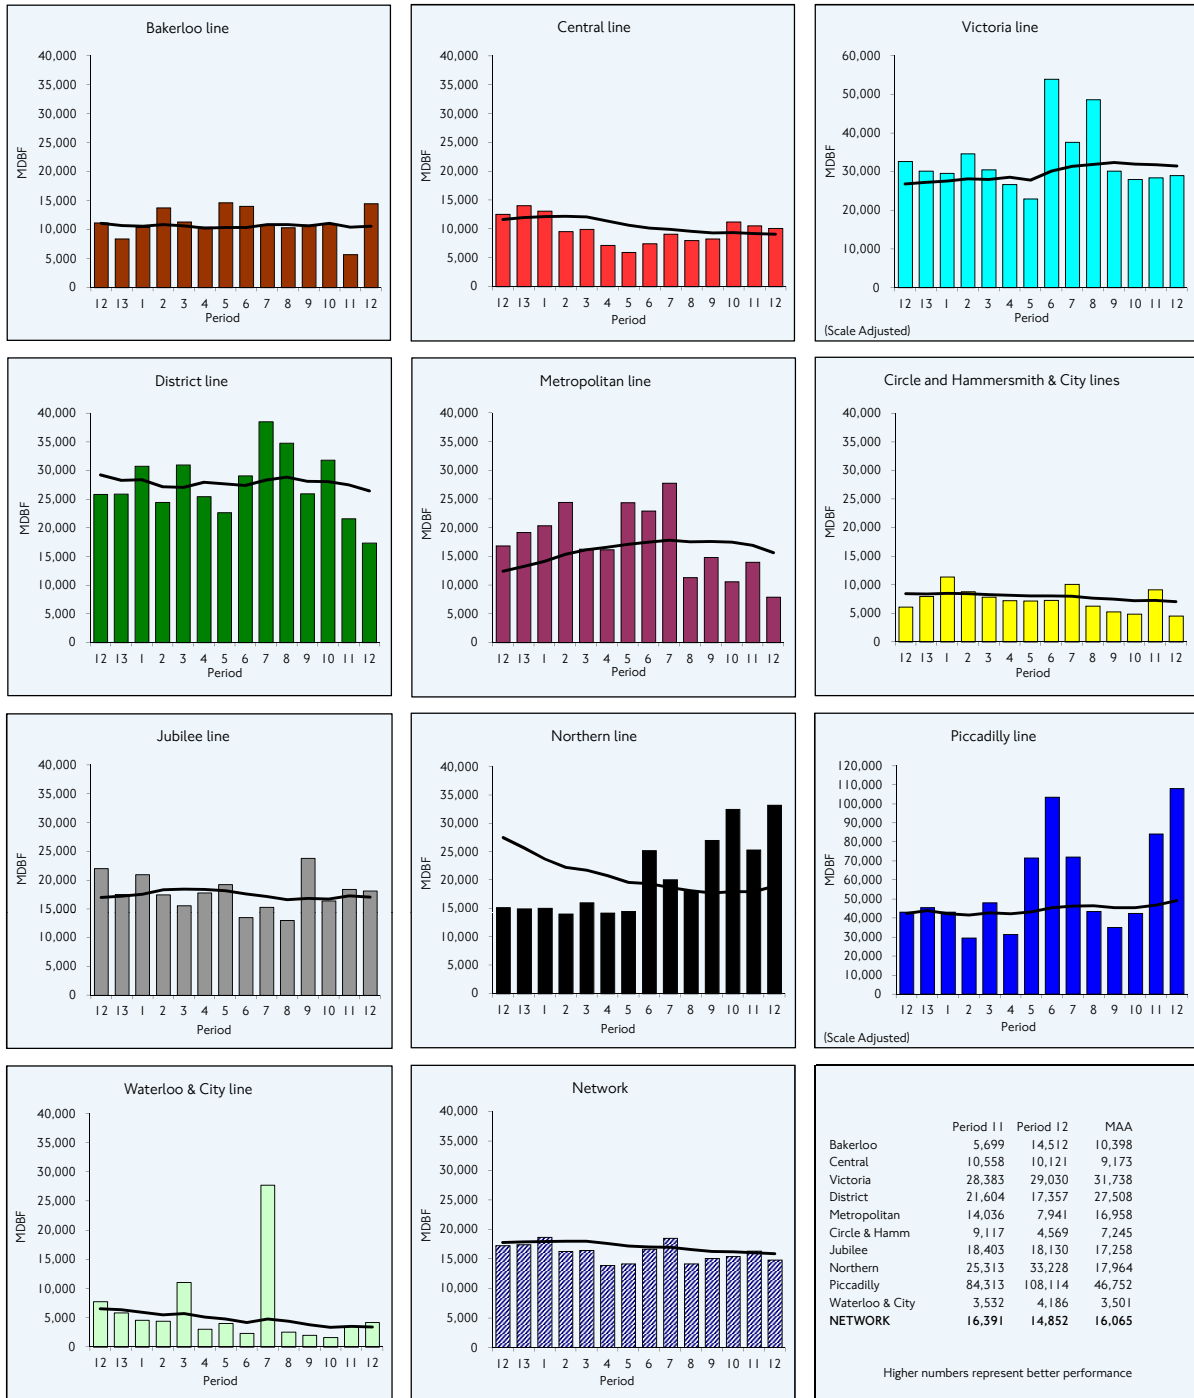 Bakerloo line
40,000
35,000
30,000
25,000
20,000
15,000
10,000
5,000
0
MDBF
12 13 1 2 3 4 5 6 7 8 9 10 11 12
Period
Central line
40,000
35,000
30,000
25,000
20,000
15,000
10,000
5,000
0
MDBF
12 13 1 2 3 4 5 6 7 8 9 10 11 12
Period
Victoria line
60,000
50,000
40,000
30,000
20,000
10,000
0
MDBF
12 13 1 2 3 4 5 6 7 8 9 10 11 12
Period
(Scale Adjusted)
District line
40,000
35,000
30,000
25,000
20,000
15,000
10,000
5,000
0
MDBF
12 13 1 2 3 4 5 6 7 8 9 10 11 12
Period
Metropolitan line
40,000
35,000
30,000
25,000
20,000
15,000
10,000
5,000
0
MDBF
12 13 1 2 3 4 5 6 7 8 9 10 11 12
Period
Circle and Hammersmith & City lines
40,000
35,000
30,000
25,000
20,000
15,000
10,000
5,000
0
MDBF
12 13 1 2 3 4 5 6 7 8 9 10 11 12
Period
Jubilee line
40,000
35,000
30,000
25,000
20,000
15,000
10,000
5,000
0
MDBF
12 13 1 2 3 4 5 6 7 8 9 10 11 12
Period
Northern line
40,000
35,000
30,000
25,000
20,000
15,000
10,000
5,000
0
MDBF
12 13 1 2 3 4 5 6 7 8 9 10 11 12
Period
Piccadilly line
120,000
110,000
100,000
90,000
80,000
70,000
60,000
50,000
40,000
30,000
20,000
10,000
0
MDBF
12 13 1 2 3 4 5 6 7 8 9 10 11 12
Period
(Scale Adjusted)
Waterloo & City line
40,000
35,000
30,000
25,000
20,000
15,000
10,000
5,000
0
MDBF
12 13 1 2 3 4 5 6 7 8 9 10 11 12
Period
Network
40,000
35,000
30,000
25,000
20,000
15,000
10,000
5,000
0
MDBF
12 13 1 2 3 4 5 6 7 8 9 10 11 12
Period
Period 11 Period 12 MAA
Bakerloo 5,699 14,512 10,398
Central 10,558 10,121 9,173
Victoria 28,383 29,030 31,738
District 21,604 17,357 27,508
Metropolitan 14,036 7,941 16,958
Circle & Hamm 9,117 4,569 7,245
Jubilee 18,403 18,130 17,258
Northern 25,313 33,228 17,964
Piccadilly 84,313 108,114 46,752
Waterloo & City 3,532 4,186 3,501
NETWORK 16,391 14,852 16,065
Higher numbers represent better performance